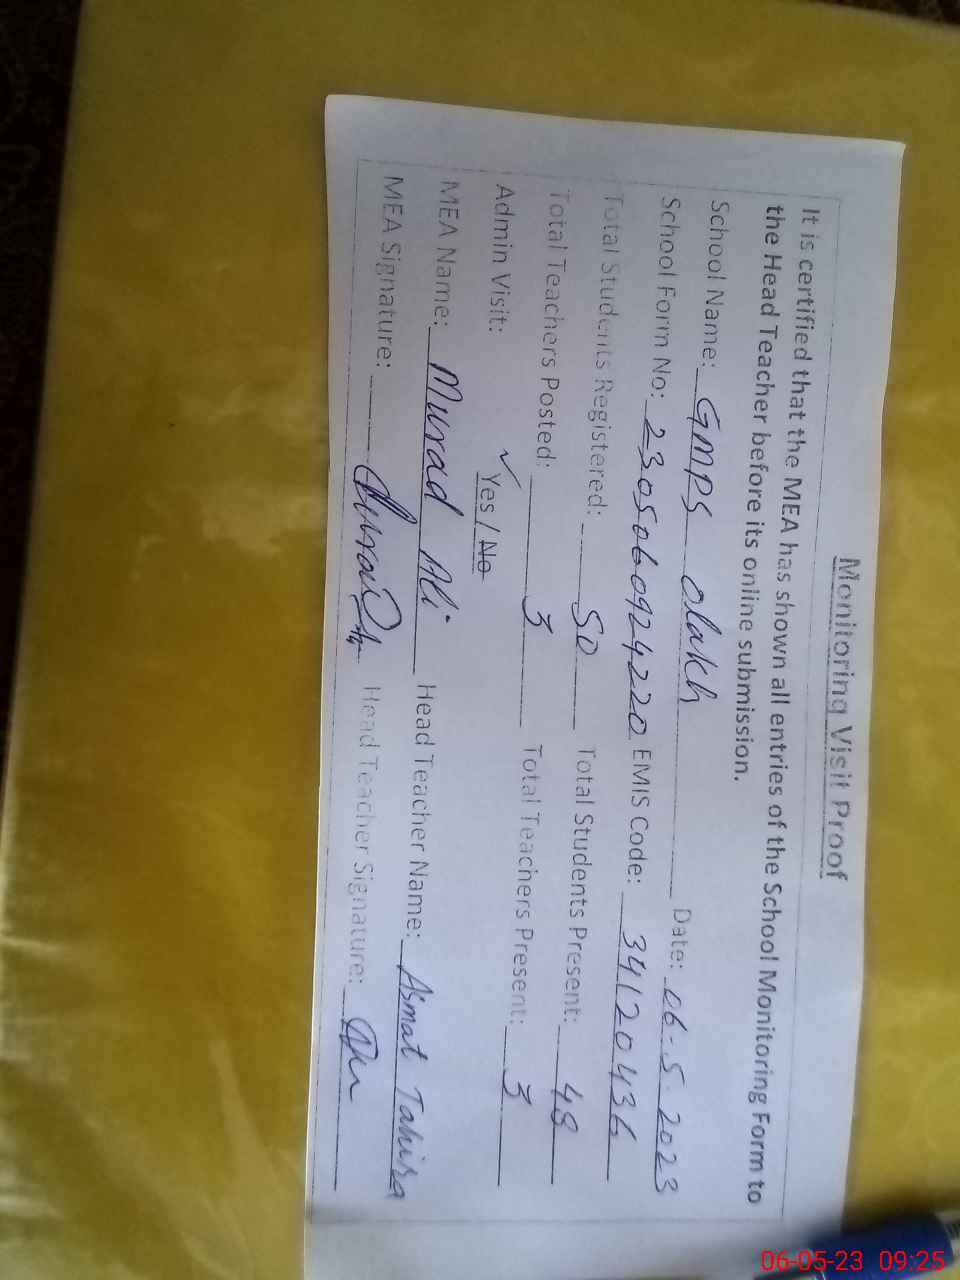 Monitoring Visit Proof
It is certified that the MEA has shown all entries of the School Monitoring Form to
the Head Teacher before its online submission.
School Name: GMPS Olakh Date: 06-5-2023
School Form No: 2305060924220 EMIS Code: 34120436
Total Students Registered: 50 Total Students Present: 48
Total Teachers Posted: 3 Total Teachers Present: 3
Admin Visit: ✓ Yes / No
MEA Name: Murad Ali Head Teacher Name: Asmat Tahira
MEA Signature: Head Teacher Signature:
06-05-23 09:25